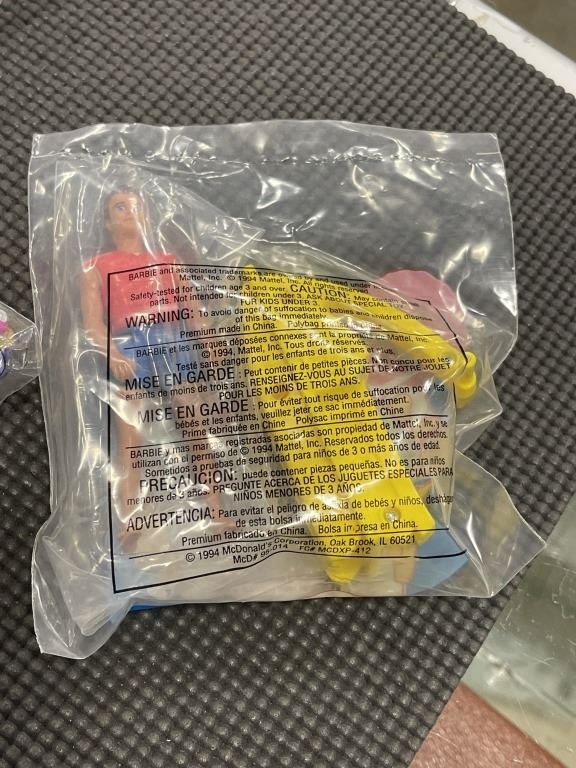 BARBIE and associated trademarks are owned by and used under
Mattel, Inc. © 1994 Mattel, Inc. All rights reserved.
Safety-tested for children age 3 and over. CAUTION: May contain
parts. Not intended for children under 3. ASK ABOUT SPECIAL TOY
FOR KIDS UNDER 3.
WARNING: To avoid danger of suffocation to babies and children dispose
of this bag immediately.
Premium made in China. Polybag printed in China.
BARBIE et les marques déposées connexes sont la propriété de Mattel, Inc.
© 1994, Mattel, Inc. Tous droits réservés.
Testé sans danger pour les enfants de trois ans et plus.
MISE EN GARDE: Peut contenir de petites pièces. Non concu pour les
enfants de moins de trois ans. RENSEIGNEZ-VOUS AU SUJET DE NOTRE JOUET
POUR LES MOINS DE TROIS ANS.
MISE EN GARDE: Pour éviter tout risque de suffocation pour les
bébés et les enfants, veuillez jeter ce sac immédiatement.
Prime fabriquée en Chine Polysac imprimé en Chine
BARBIE y mas marcas registradas asociadas son propiedad de Mattel, Inc. y se
utilizan con el permiso de © 1994 Mattel, Inc. Reservados todos los derechos.
Sometidos a pruebas de seguridad para niños de 3 o más años de edad.
PRECAUCIÓN: puede contener piezas pequeñas. No es para niños
menores de 3 años. PREGUNTE ACERCA DE LOS JUGUETES ESPECIALES PARA
NIÑOS MENORES DE 3 AÑOS.
ADVERTENCIA: Para evitar el peligro de asfixia de bebés y niños, deshága
de esta bolsa inmediatamente.
Premium fabricado en China. Bolsa impresa en China.
© 1994 McDonald's Corporation, Oak Brook, IL 60521
McD# 95-014 FG# MCDXP-412